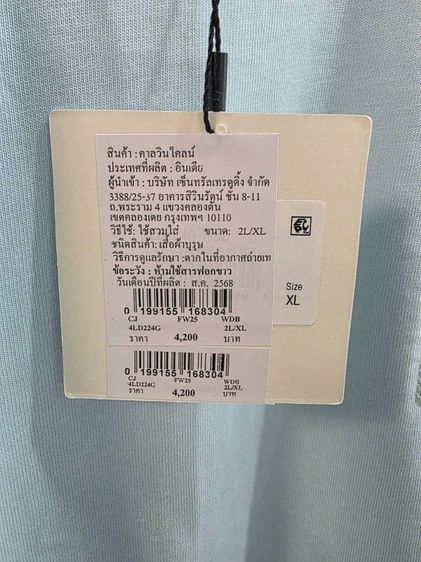 สินค้า : คาลวินไคลน์
ประเทศที่ผลิต : อินเดีย
ผู้นำเข้า : บริษัท เซ็นทรัลเทรดดิ้ง จำกัด
3388/25-37 อาคารสิรินรัตน์ ชั้น 8-11
ถ.พระราม 4 แขวงคลองตัน
เขตคลองเตย กรุงเทพฯ 10110
วิธีใช้: ใช้สวมใส่ ขนาด: 2L/XL
ชนิดสินค้า:เสื้อผ้าบุรุษ
วิธีการดูแลรักษา :ตากในที่อากาศถ่ายเท
ข้อระวัง : ห้ามใช้สารฟอกขาว
วันเดือนปีที่ผลิต : ส.ค. 2568
0 199155 168304
CJ FW25 WDB
4LD224G 2L/XL
ราคา 4,200 บาท
0 199155 168304
CJ FW25 WDB
4LD224G 2L/XL
ราคา 4,200 บาท
Size
XL